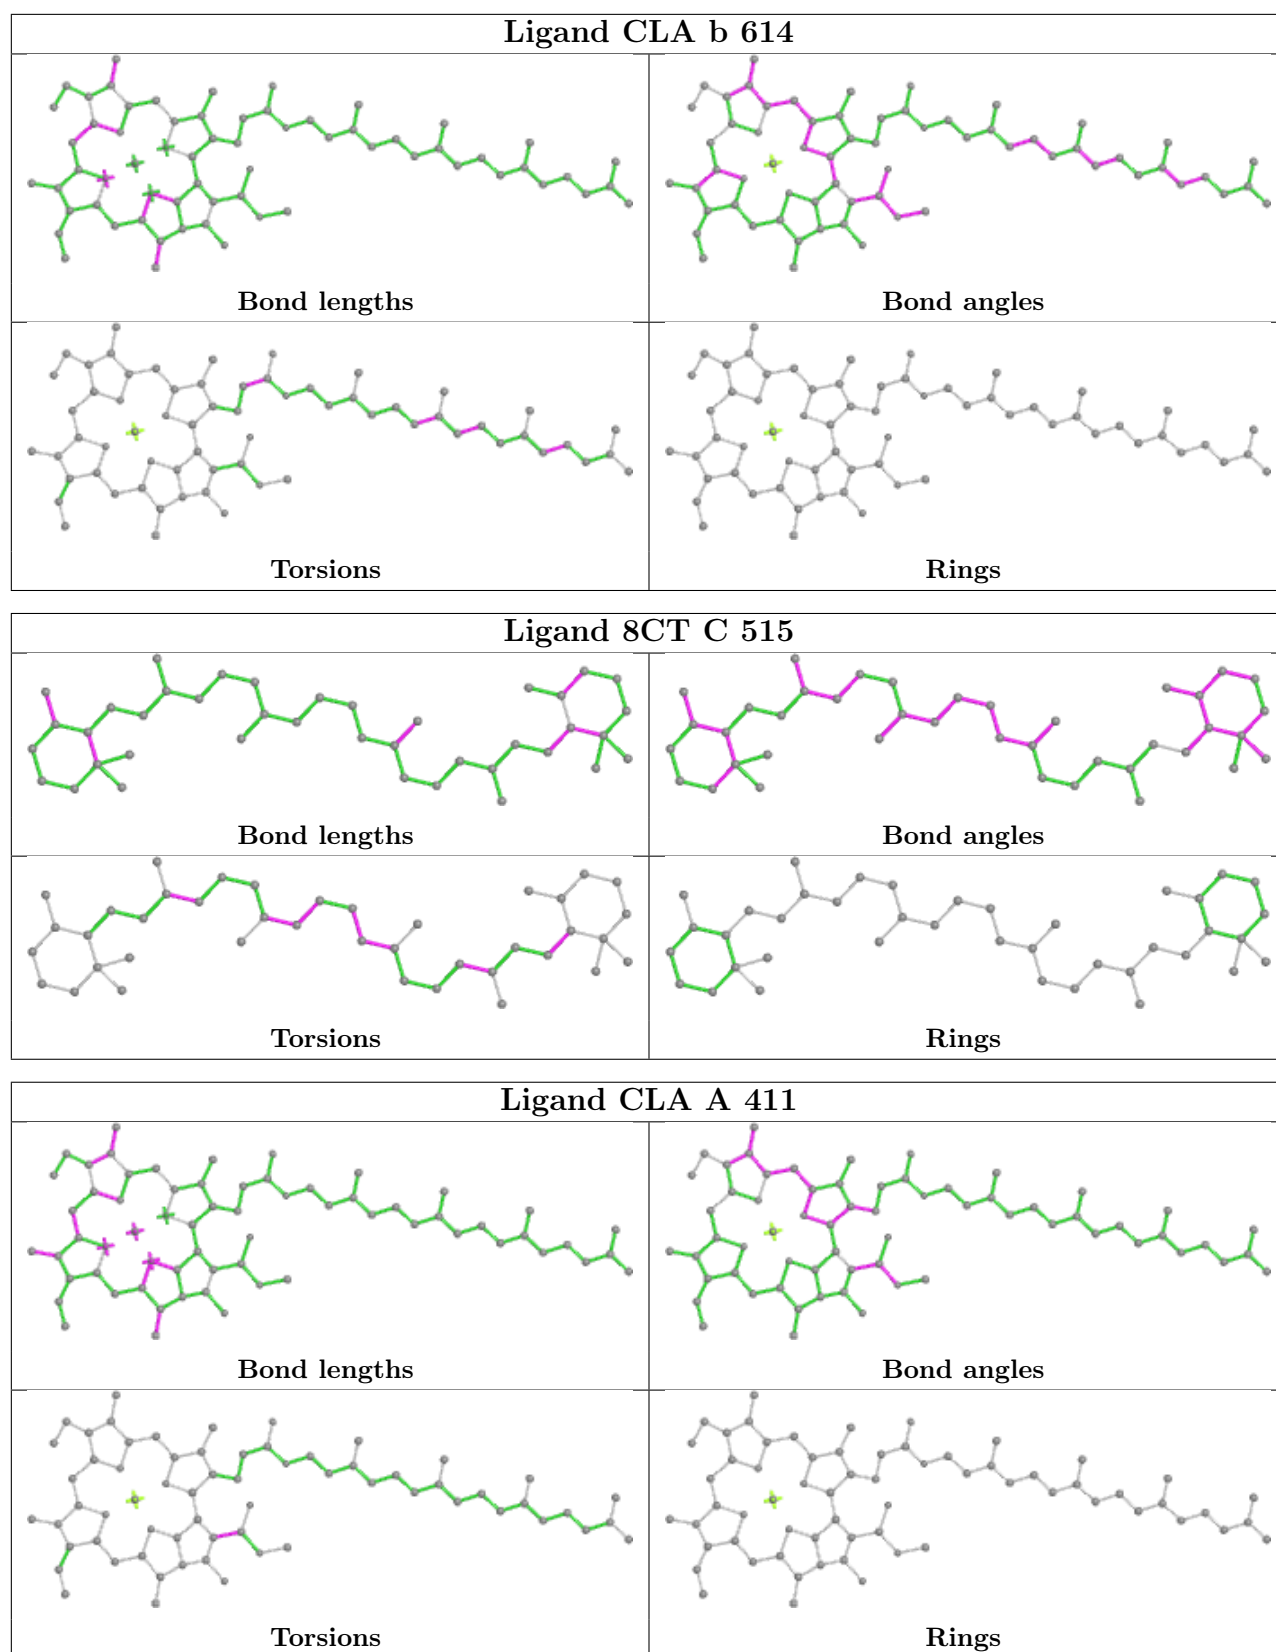 Ligand CLA b 614
Bond lengths
Bond angles
Torsions
Rings
Ligand 8CT C 515
Bond lengths
Bond angles
Torsions
Rings
Ligand CLA A 411
Bond lengths
Bond angles
Torsions
Rings